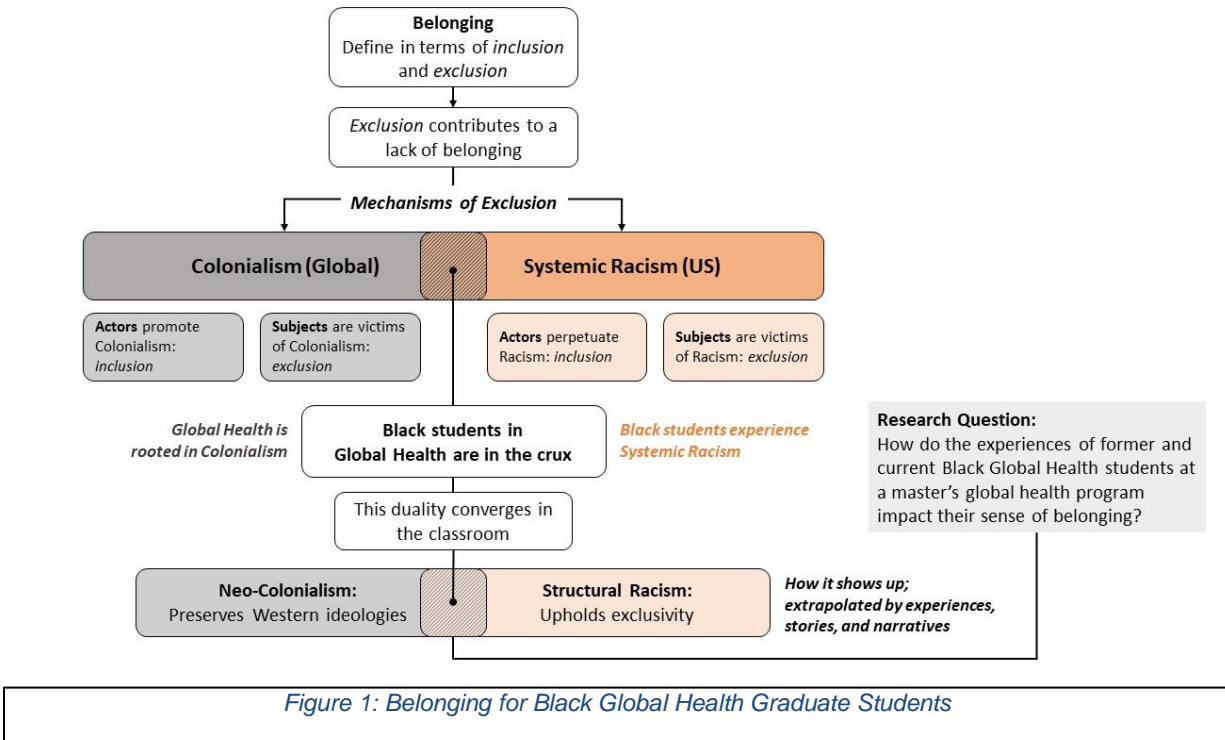 Belonging
Define in terms of inclusion
and exclusion
Exclusion contributes to a
lack of belonging
Mechanisms of Exclusion
Colonialism (Global)
Systemic Racism (US)
Actors promote
Colonialism:
inclusion
Subjects are victims
of Colonialism:
exclusion
Actors perpetuate
Racism: inclusion
Subjects are victims
of Racism: exclusion
Global Health is
rooted in Colonialism
Black students in
Global Health are in the crux
Black students experience
Systemic Racism
Research Question:
How do the experiences of former and
current Black Global Health students at
a master's global health program
impact their sense of belonging?
This duality converges in
the classroom
Neo-Colonialism:
Preserves Western ideologies
Structural Racism:
Upholds exclusivity
How it shows up;
extrapolated by experiences,
stories, and narratives
Figure 1: Belonging for Black Global Health Graduate Students